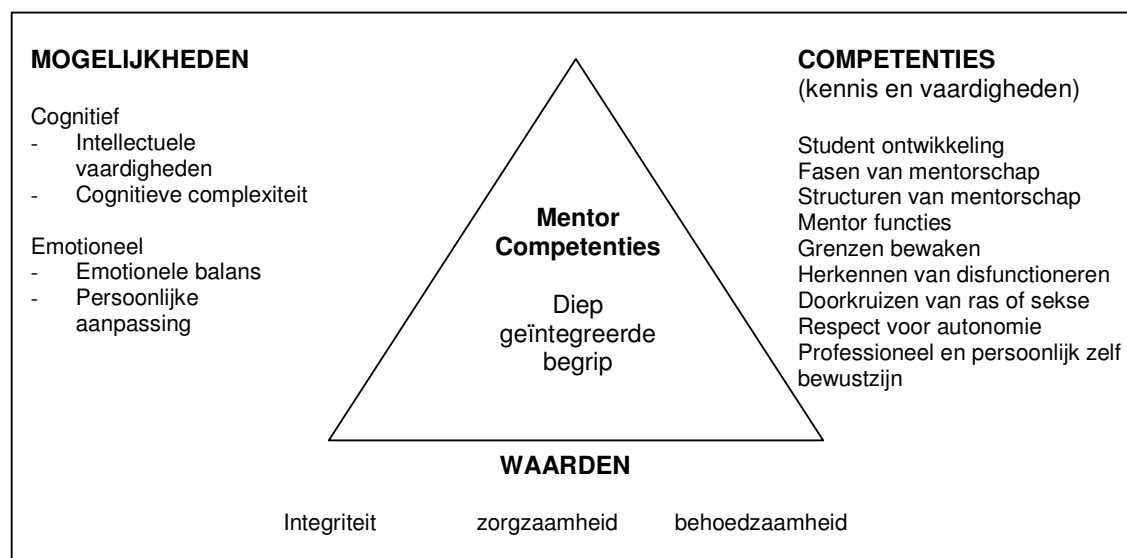 MOGELIJKHEDEN
Cognitief
- Intellectuele
vaardigheden
- Cognitieve complexiteit
Emotioneel
- Emotionele balans
- Persoonlijke
aanpassing
Mentor
Competenties
Diep
geïntegreerde
begrip
COMPETENTIES
(kennis en vaardigheden)
Student ontwikkeling
Fasen van mentorschap
Structuren van mentorschap
Mentor functies
Grenzen bewaken
Herkennen van disfunctioneren
Doorkruizen van ras of sekse
Respect voor autonomie
Professioneel en persoonlijk zelf
bewustzijn
WAARDEN
Integriteit zorgzaamheid behoedzaamheid